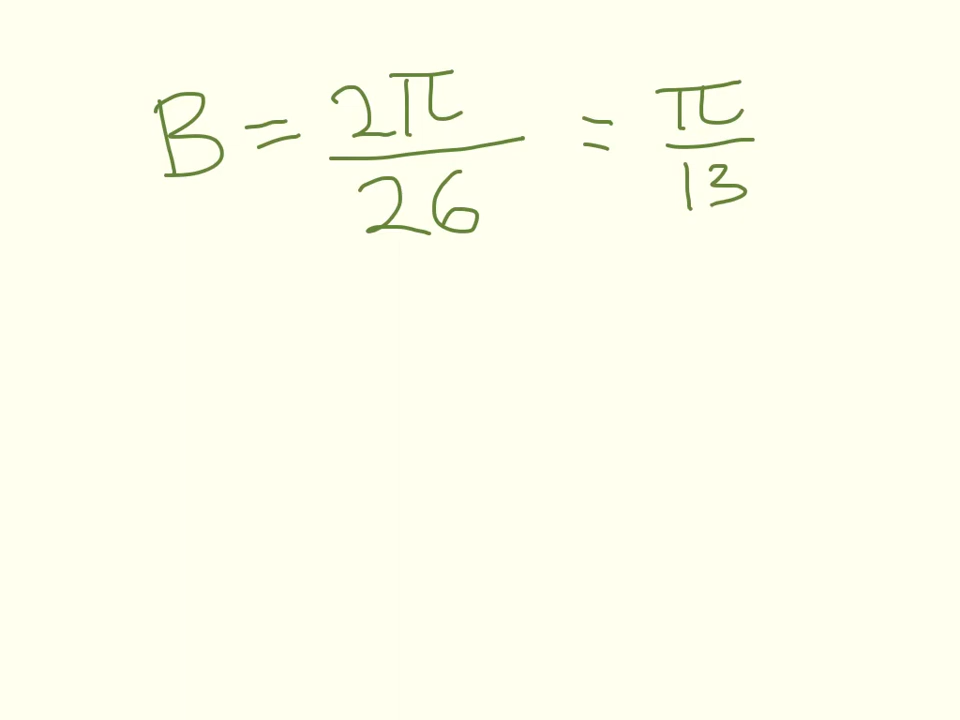 B = 2π/26 = π/13